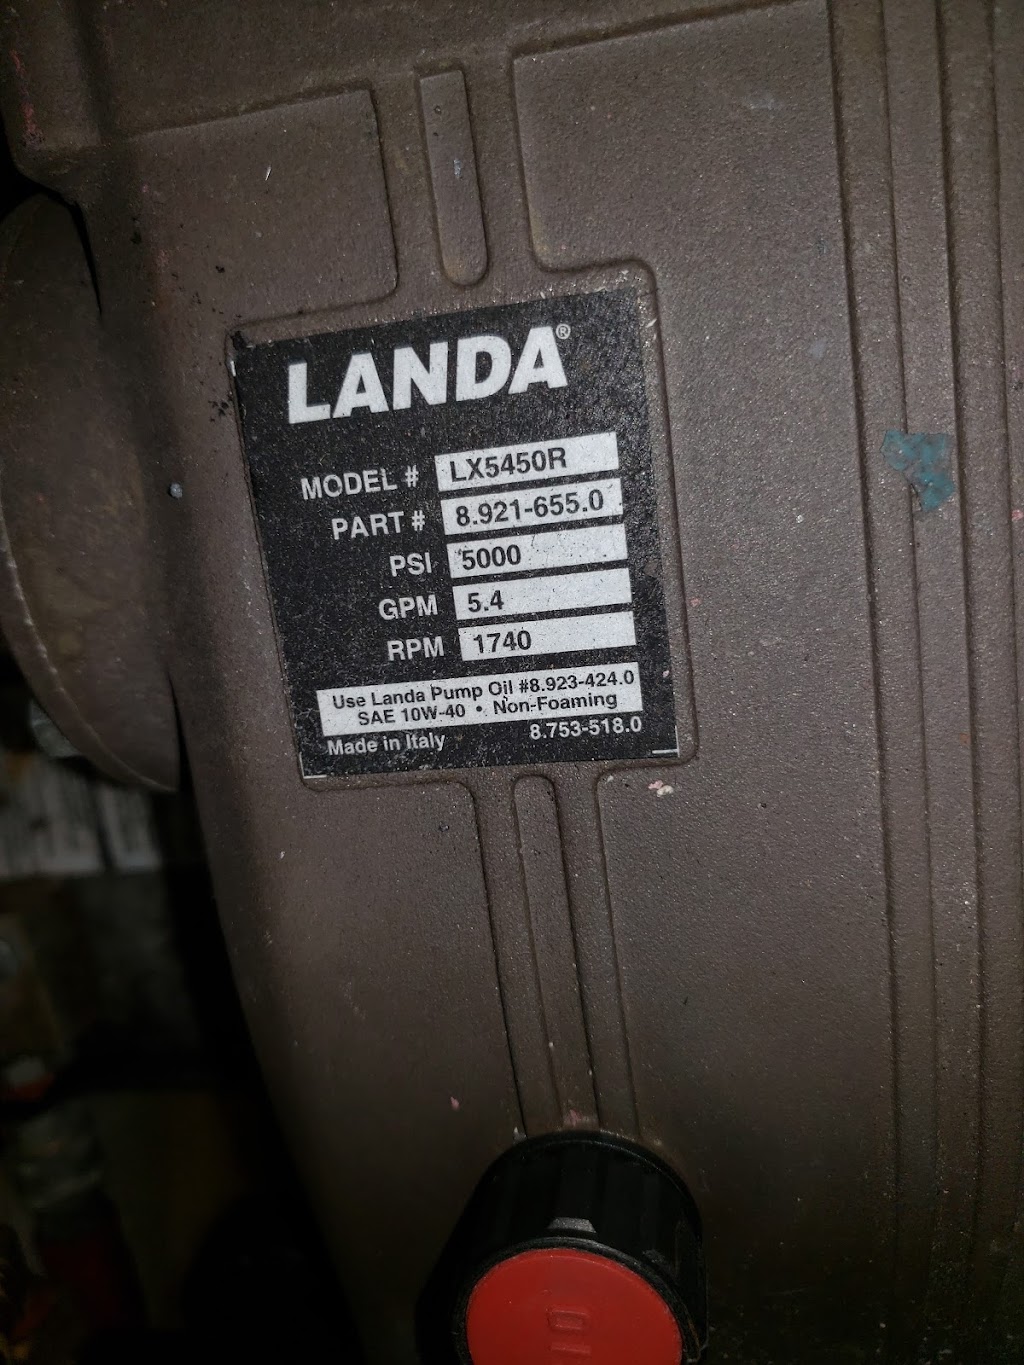 LANDA®
MODEL # LX5450R
PART # 8.921-655.0
PSI 5000
GPM 5.4
RPM 1740
Use Landa Pump Oil #8.923-424.0
SAE 10W-40 • Non-Foaming
Made in Italy 8.753-518.0